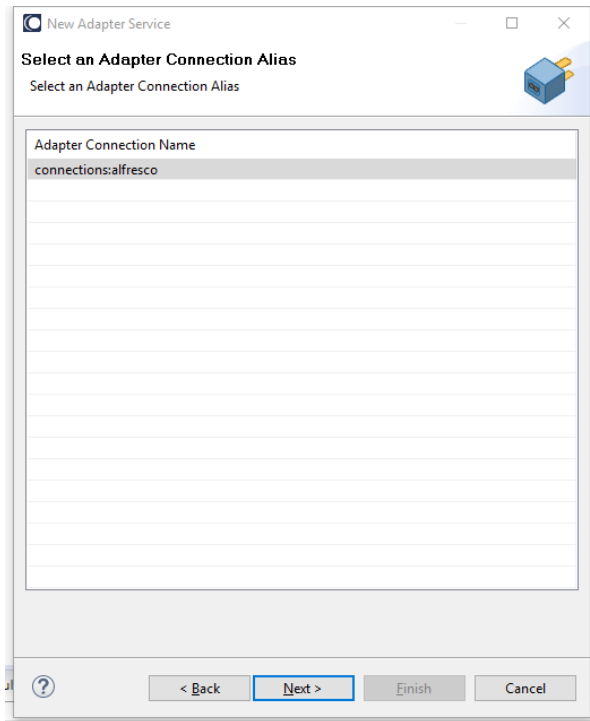 New Adapter Service
Select an Adapter Connection Alias
Select an Adapter Connection Alias
Adapter Connection Name
connections:alfresco
? < Back Next > Finish Cancel